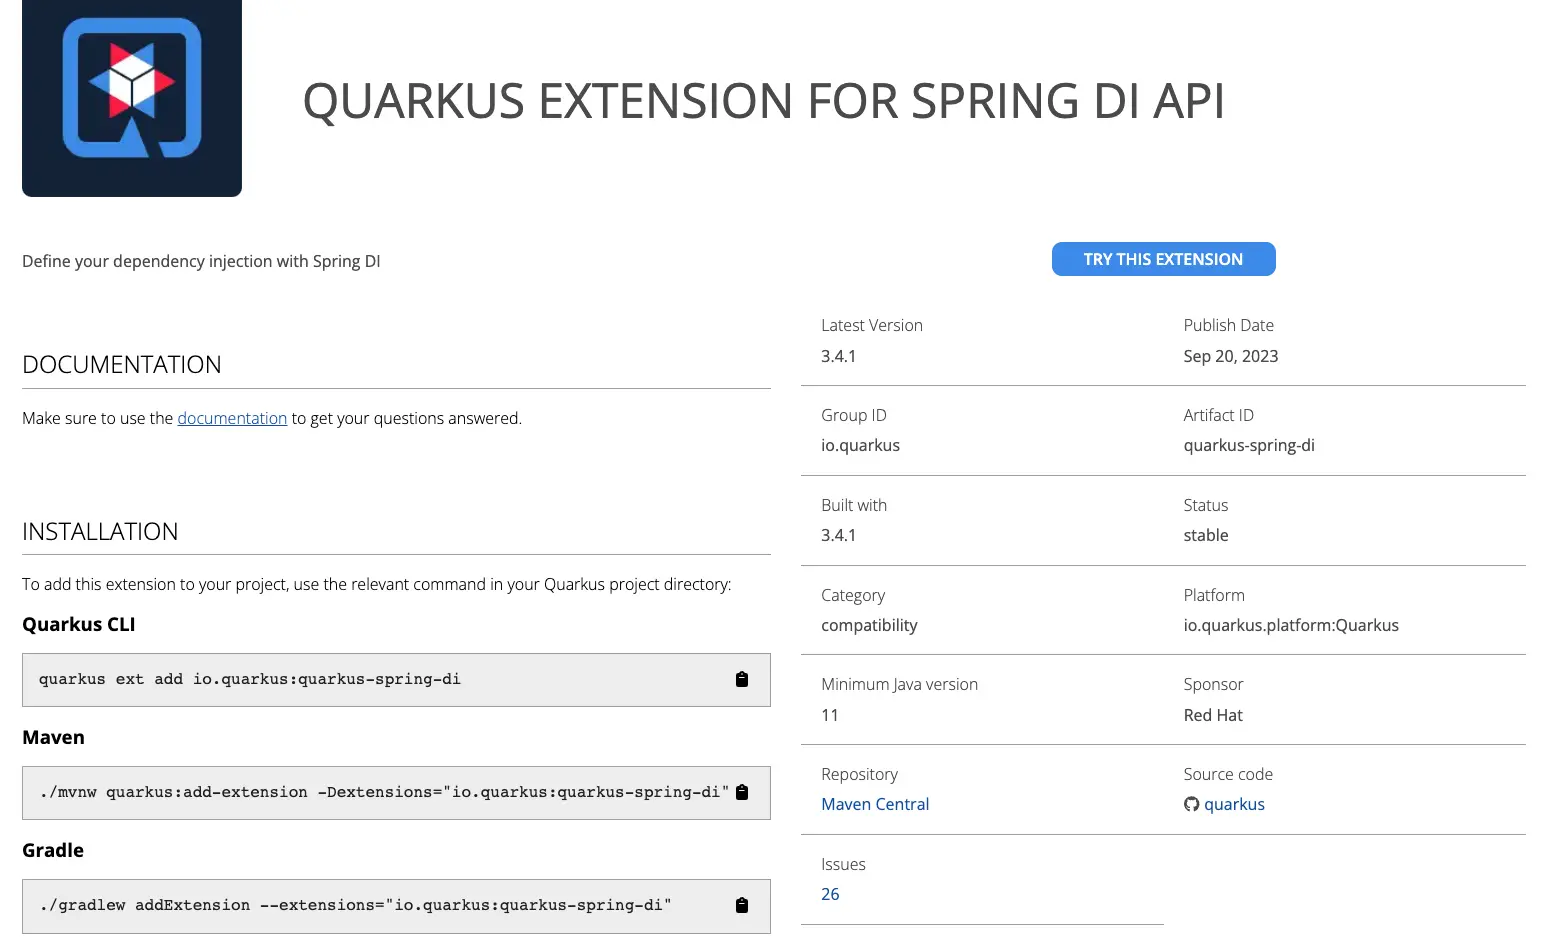 QUARKUS EXTENSION FOR SPRING DI API
Define your dependency injection with Spring DI
DOCUMENTATION
Make sure to use the documentation to get your questions answered.
INSTALLATION
To add this extension to your project, use the relevant command in your Quarkus project directory:
Quarkus CLI
quarkus ext add io.quarkus:quarkus-spring-di
Maven
./mvnw quarkus:add-extension -Dextensions="io.quarkus:quarkus-spring-di"
Gradle
./gradlew addExtension --extensions="io.quarkus:quarkus-spring-di"
TRY THIS EXTENSION
Latest Version
3.4.1
Publish Date
Sep 20, 2023
Group ID
io.quarkus
Artifact ID
quarkus-spring-di
Built with
3.4.1
Status
stable
Category
compatibility
Platform
io.quarkus.platform:Quarkus
Minimum Java version
11
Sponsor
Red Hat
Repository
Maven Central
Source code
quarkus
Issues
26